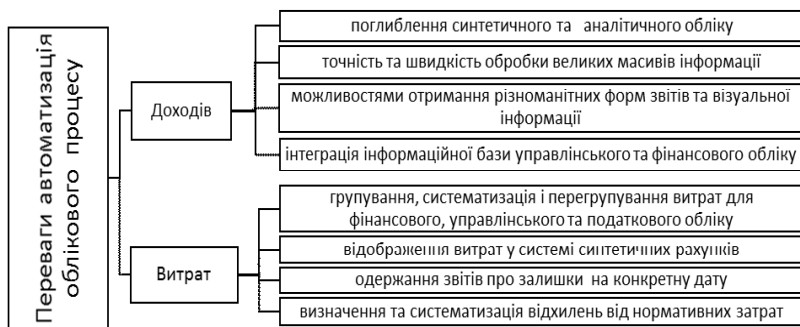 Переваги автоматизація
облікового процесу
Доходів
поглиблення синтетичного та аналітичного обліку
точність та швидкість обробки великих масивів інформації
можливостями отримання різноманітних форм звітів та візуальної
інформації
інтеграція інформаційної бази управлінського та фінансового обліку
Витрат
групування, систематизація і перегрупування витрат для
фінансового, управлінського та податкового обліку
відображення витрат у системі синтетичних рахунків
одержання звітів про залишки на конкретну дату
визначення та систематизація відхилень від нормативних затрат